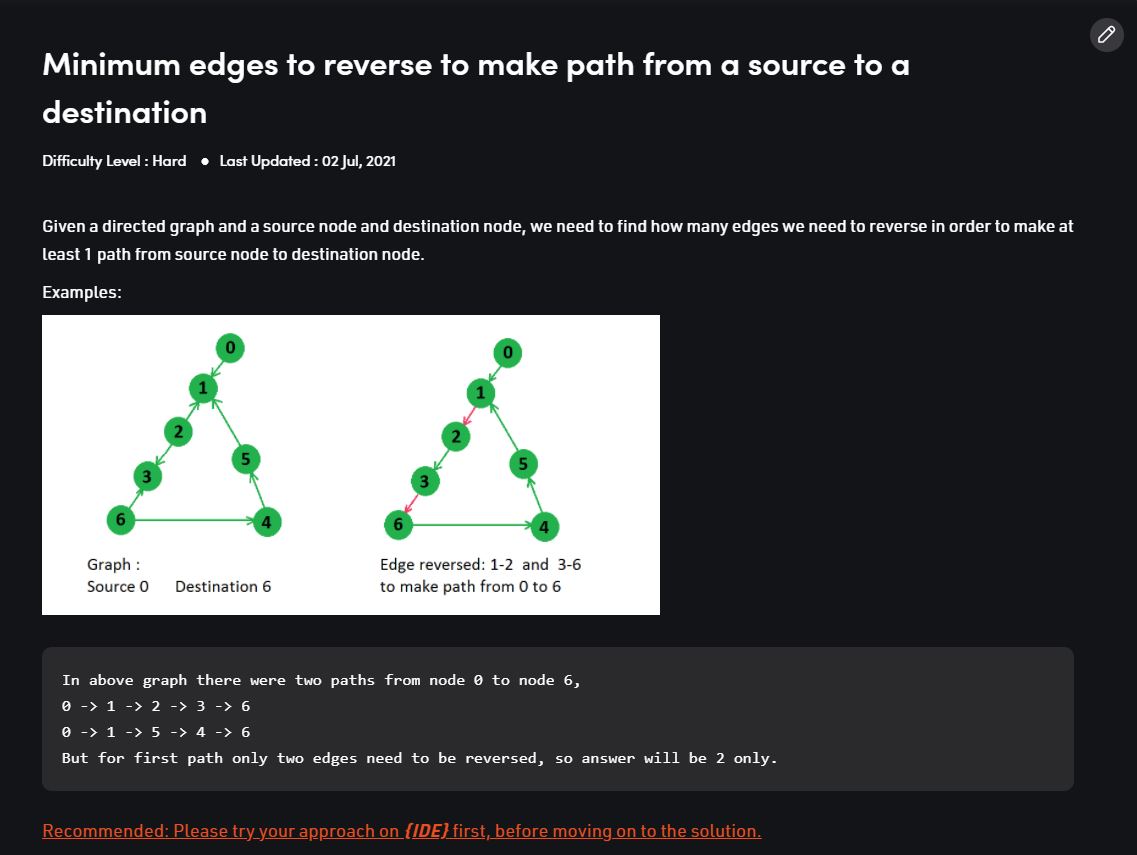 Minimum edges to reverse to make path from a source to a
destination
Difficulty Level : Hard ● Last Updated : 02 Jul, 2021
Given a directed graph and a source node and destination node, we need to find how many edges we need to reverse in order to make at
least 1 path from source node to destination node.
Examples:
0
1
2
5
3
6
4
Graph :
Source 0 Destination 6
0
1
2
5
3
6
4
Edge reversed: 1-2 and 3-6
to make path from 0 to 6
In above graph there were two paths from node 0 to node 6,
0 -> 1 -> 2 -> 3 -> 6
0 -> 1 -> 5 -> 4 -> 6
But for first path only two edges need to be reversed, so answer will be 2 only.
Recommended: Please try your approach on {IDE} first, before moving on to the solution.